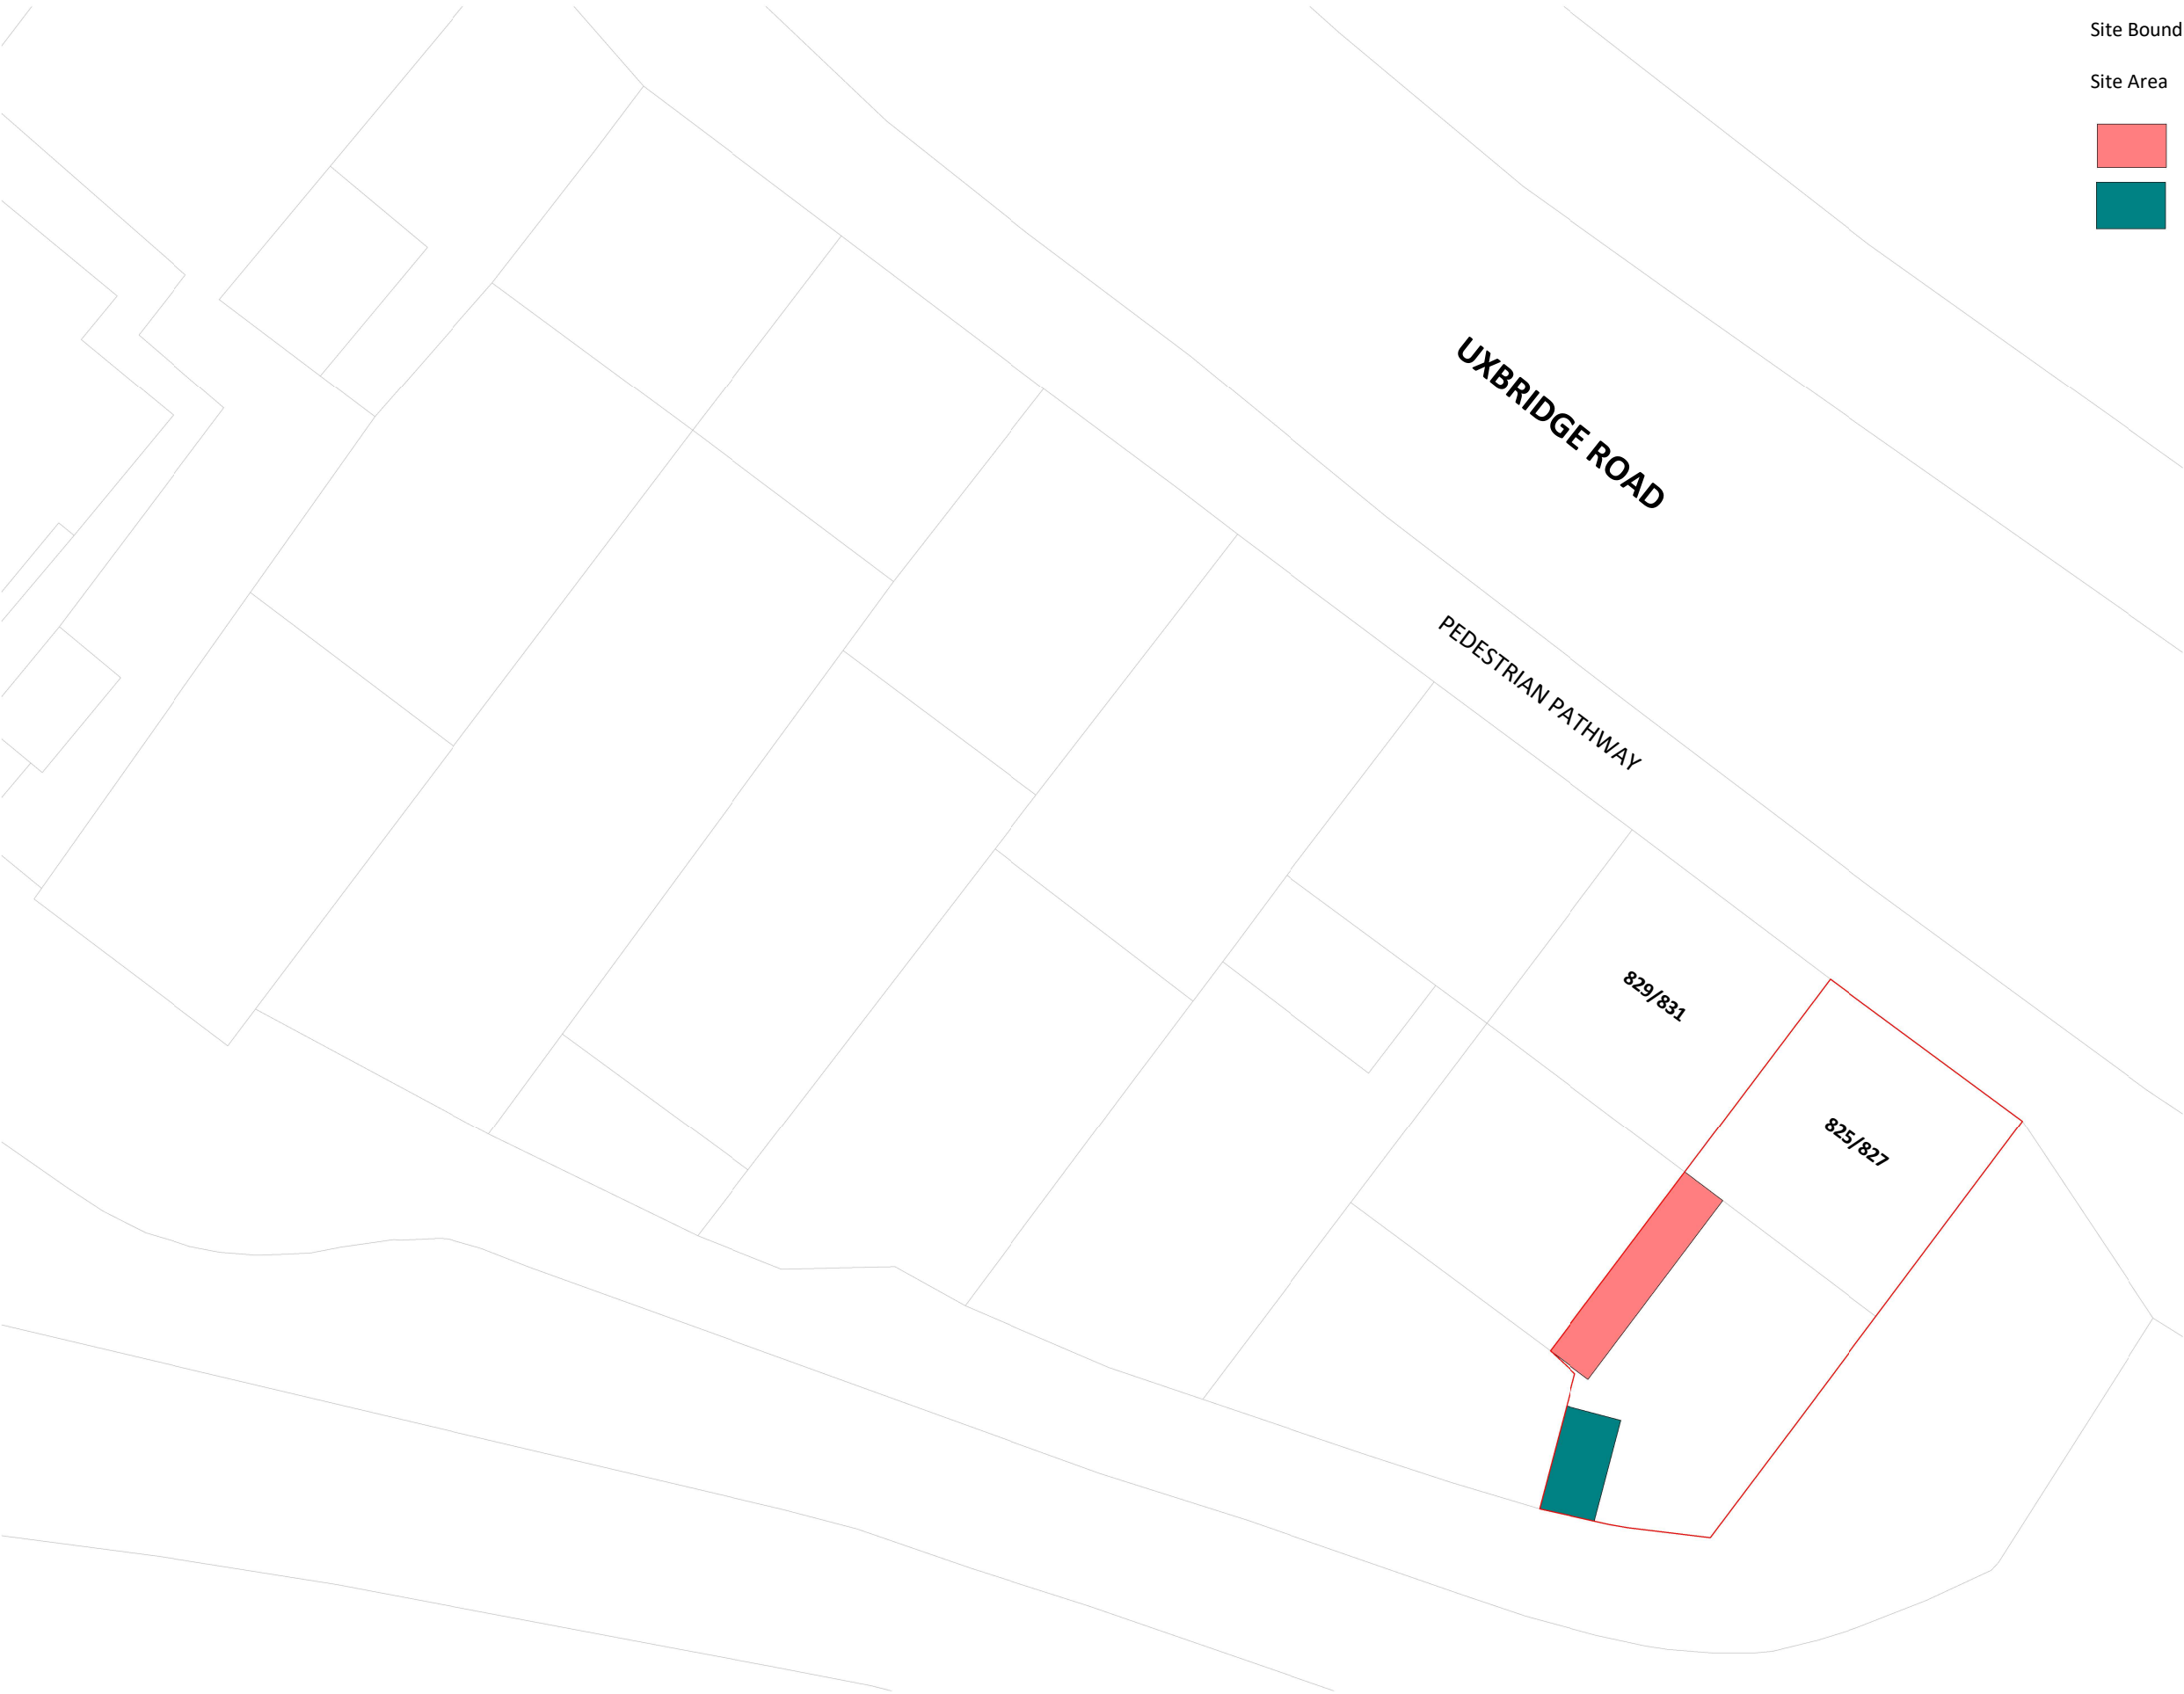 Site Bound
Site Area
UXBRIDGE ROAD
PEDESTRIAN PATHWAY
829/831
825/827